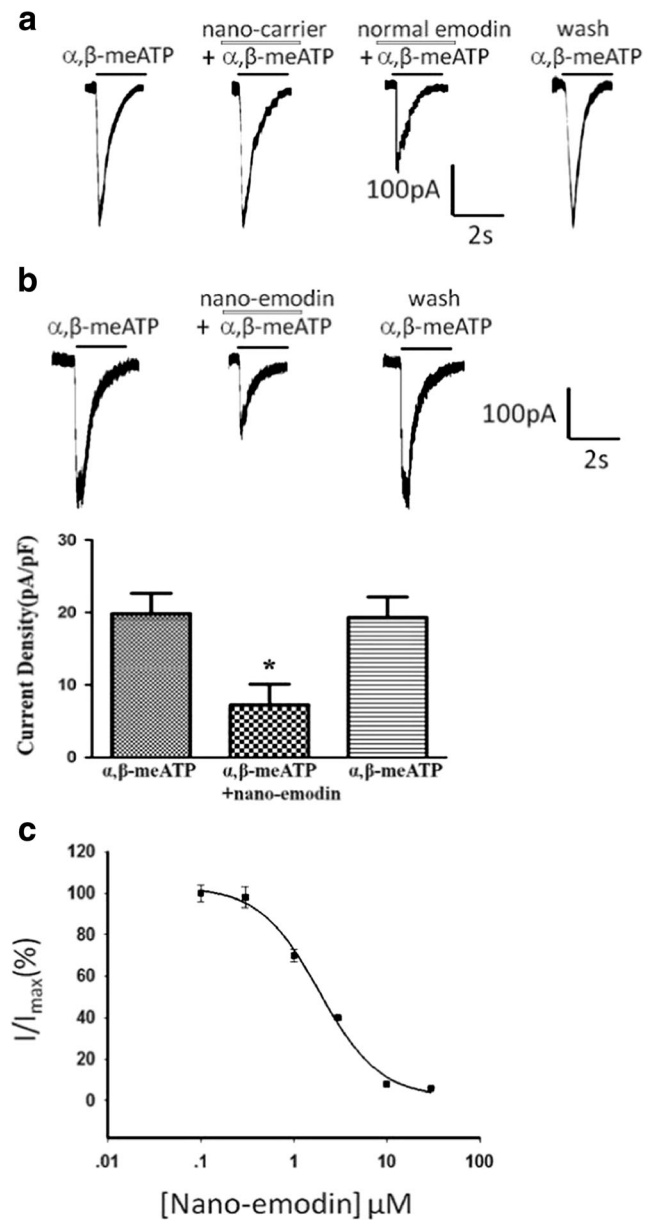 a
nano-carrier normal emodin wash
α,β-meATP + α,β-meATP + α,β-meATP α,β-meATP
100pA
2s
b
nano-emodin wash
α,β-meATP + α,β-meATP α,β-meATP
100pA
2s
Current Density(pA/pF)
30
20
10
0
*
α,β-meATP α,β-meATP α,β-meATP
+nano-emodin
c
I/Imax(%)
120
100
80
60
40
20
0
.01 .1 1 10 100
[Nano-emodin] μM